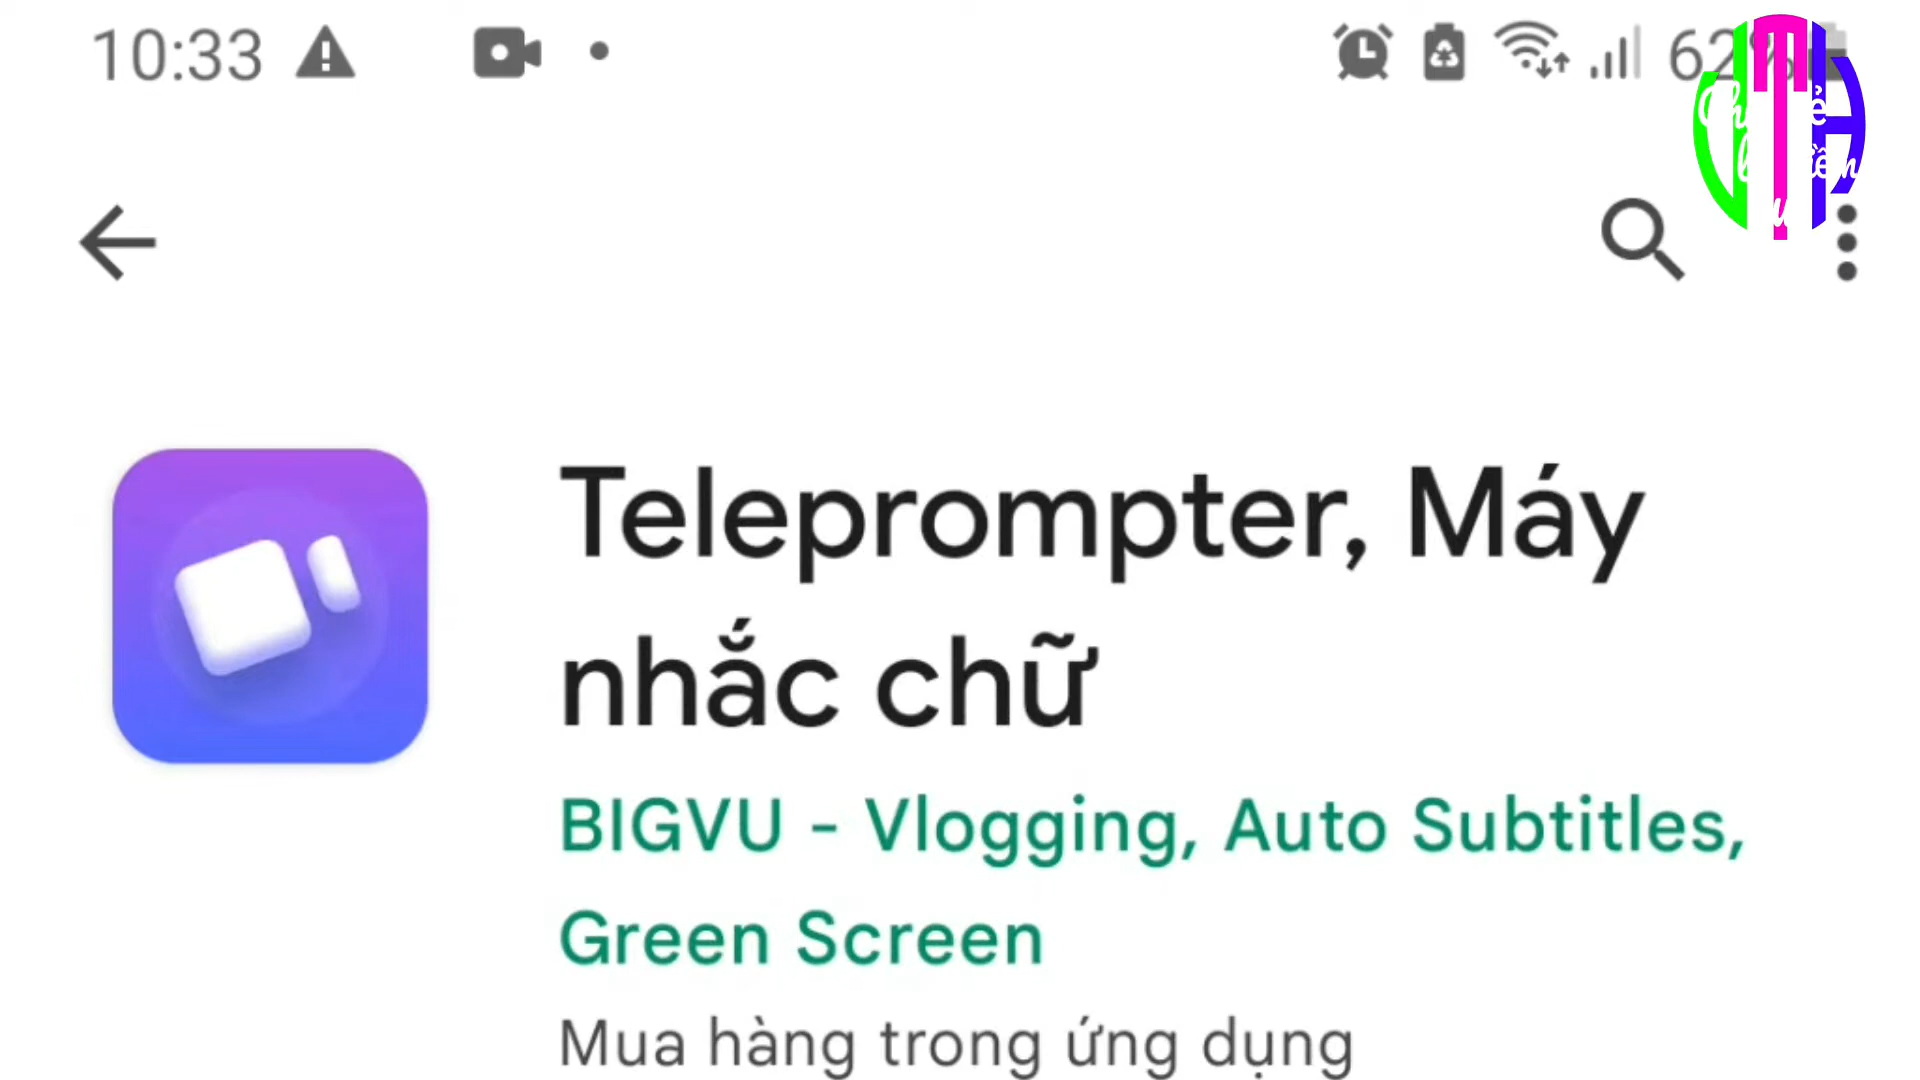 10:33
Teleprompter, Máy
nhắc chữ
BIGVU - Vlogging, Auto Subtitles,
Green Screen
Mua hàng trong ứng dụng